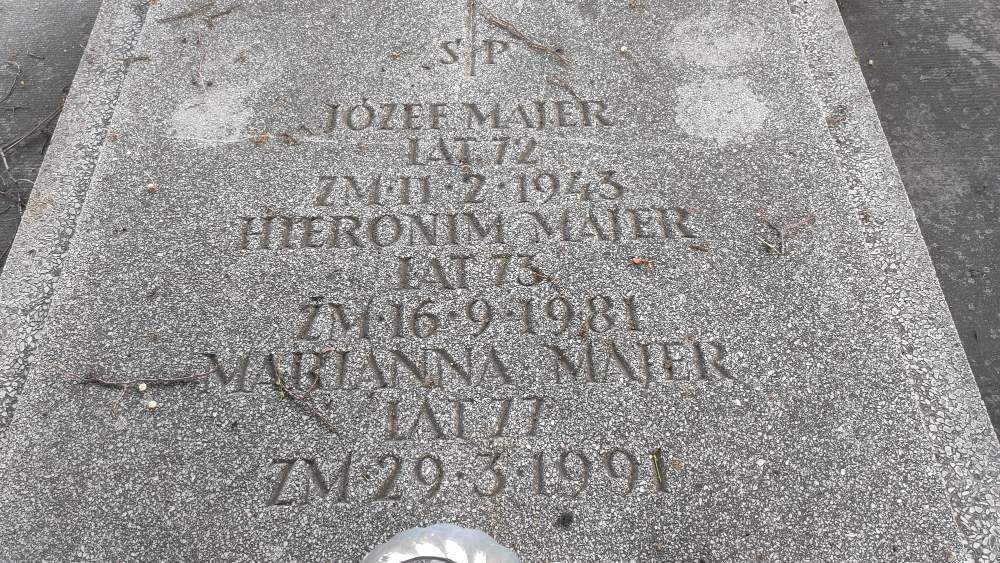 S P
JÓZEF MAJER
LAT 72
ZM·11·2·1943
HIERONIM MAJER
LAT 73
ZM·16·9·1981
MARJANNA MAJER
LAT 77
ZM·29·3·1991